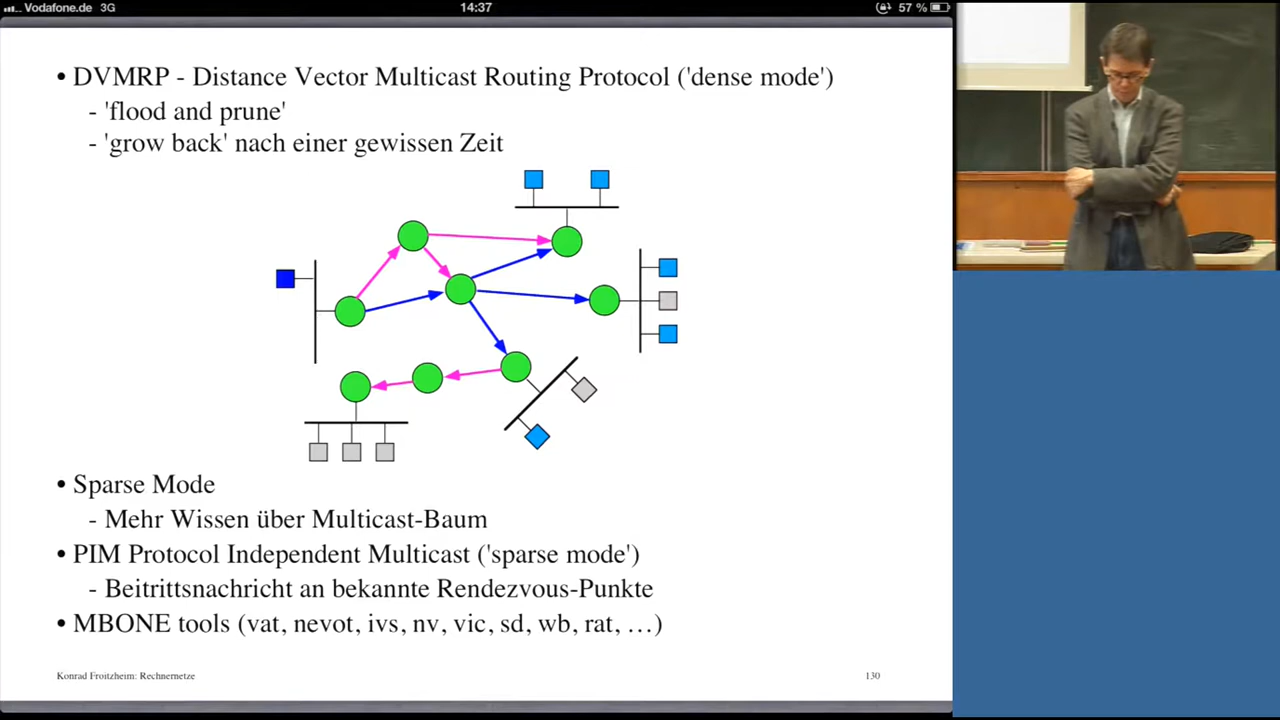 Vodafone.de 3G 14:37 57 %
• DVMRP - Distance Vector Multicast Routing Protocol ('dense mode')
- 'flood and prune'
- 'grow back' nach einer gewissen Zeit
• Sparse Mode
- Mehr Wissen über Multicast-Baum
• PIM Protocol Independent Multicast ('sparse mode')
- Beitrittsnachricht an bekannte Rendezvous-Punkte
• MBONE tools (vat, nevot, ivs, nv, vic, sd, wb, rat, …)
Konrad Froitzheim: Rechnernetze 130